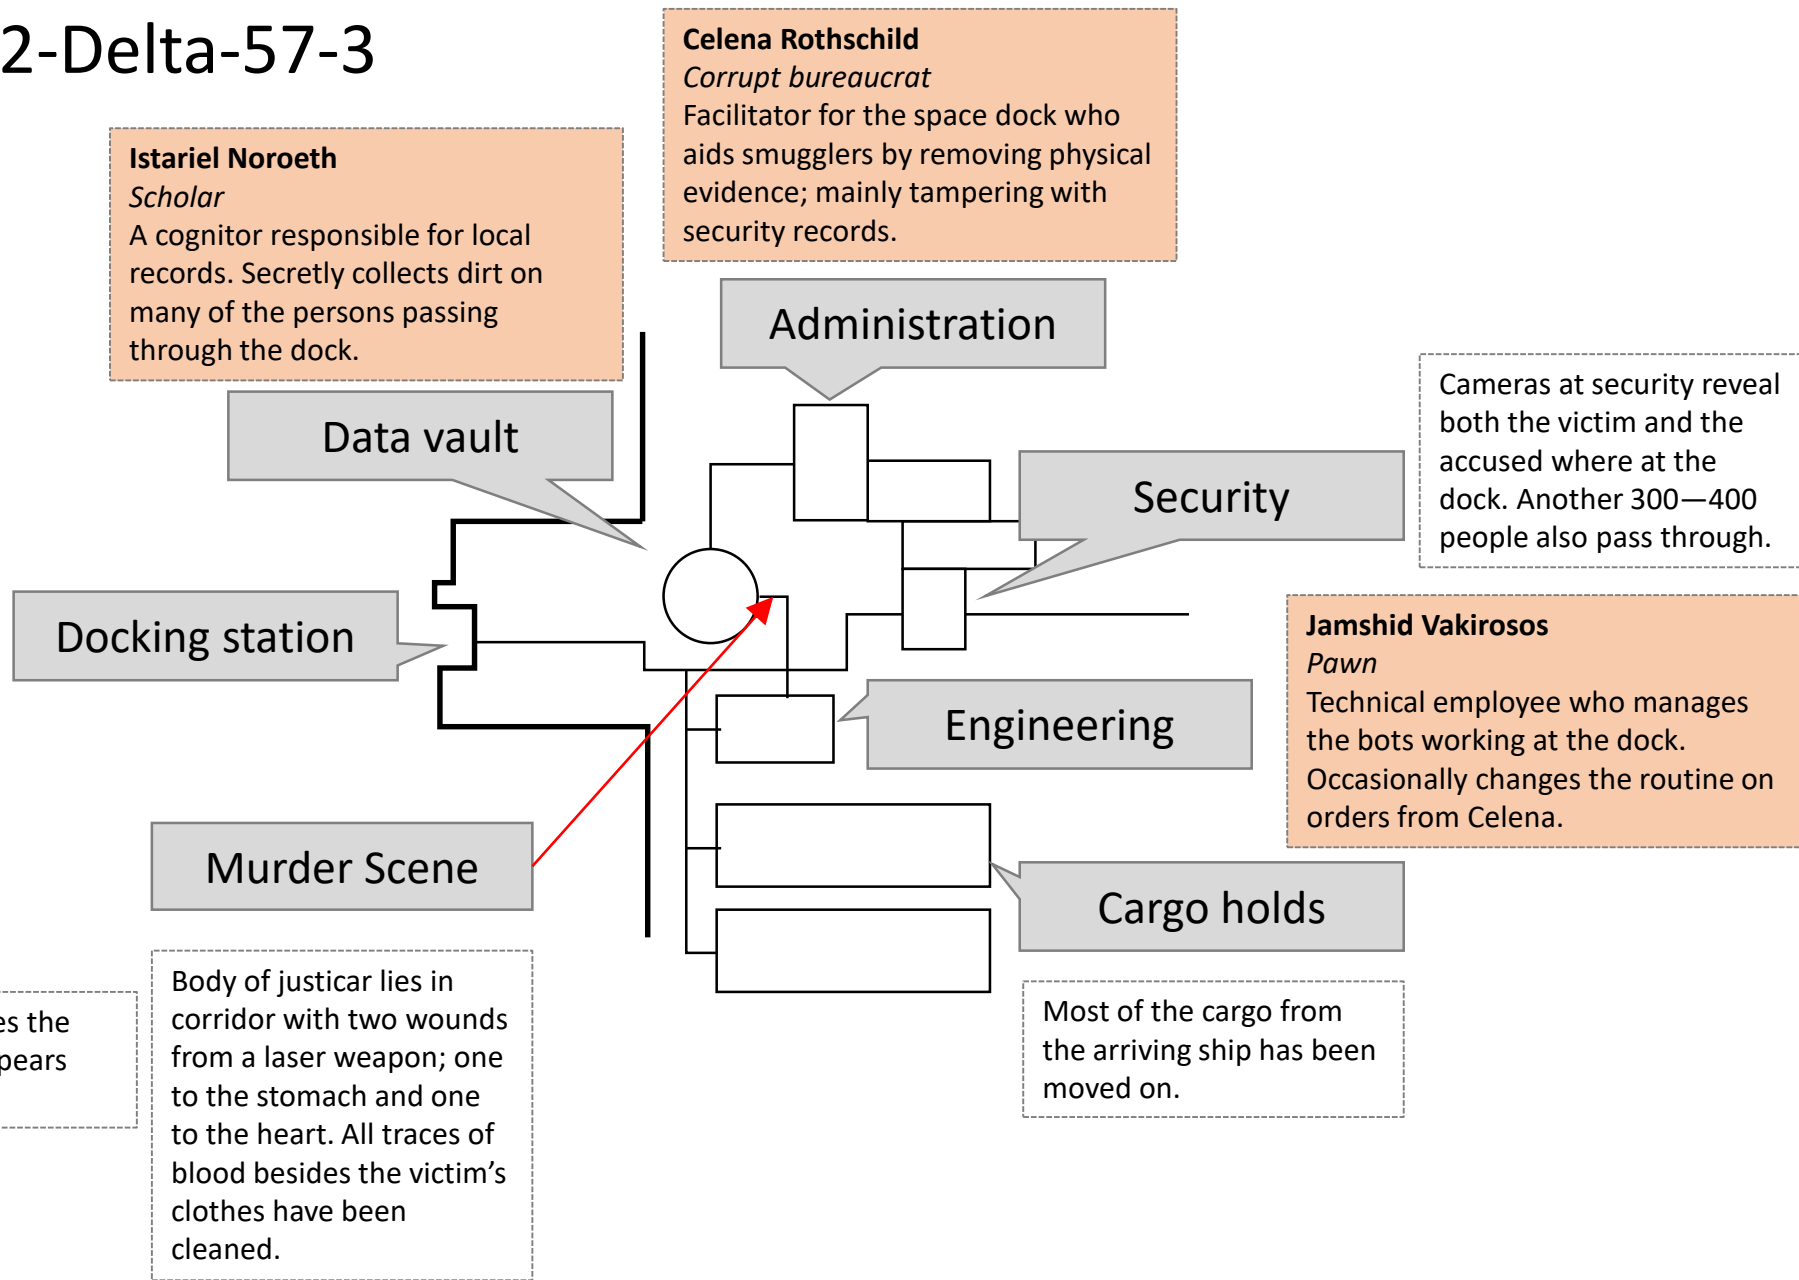 2-Delta-57-3
Celena Rothschild
Corrupt bureaucrat
Facilitator for the space dock who
aids smugglers by removing physical
evidence; mainly tampering with
security records.
Istariel Noroeth
Scholar
A cognitor responsible for local
records. Secretly collects dirt on
many of the persons passing
through the dock.
Administration
Data vault
Cameras at security reveal
both the victim and the
accused where at the
dock. Another 300—400
people also pass through.
Security
Docking station
Jamshid Vakirosos
Pawn
Technical employee who manages
the bots working at the dock.
Occasionally changes the routine on
orders from Celena.
Engineering
Murder Scene
Cargo holds
es the
pears
Body of justicar lies in
corridor with two wounds
from a laser weapon; one
to the stomach and one
to the heart. All traces of
blood besides the victim’s
clothes have been
cleaned.
Most of the cargo from
the arriving ship has been
moved on.